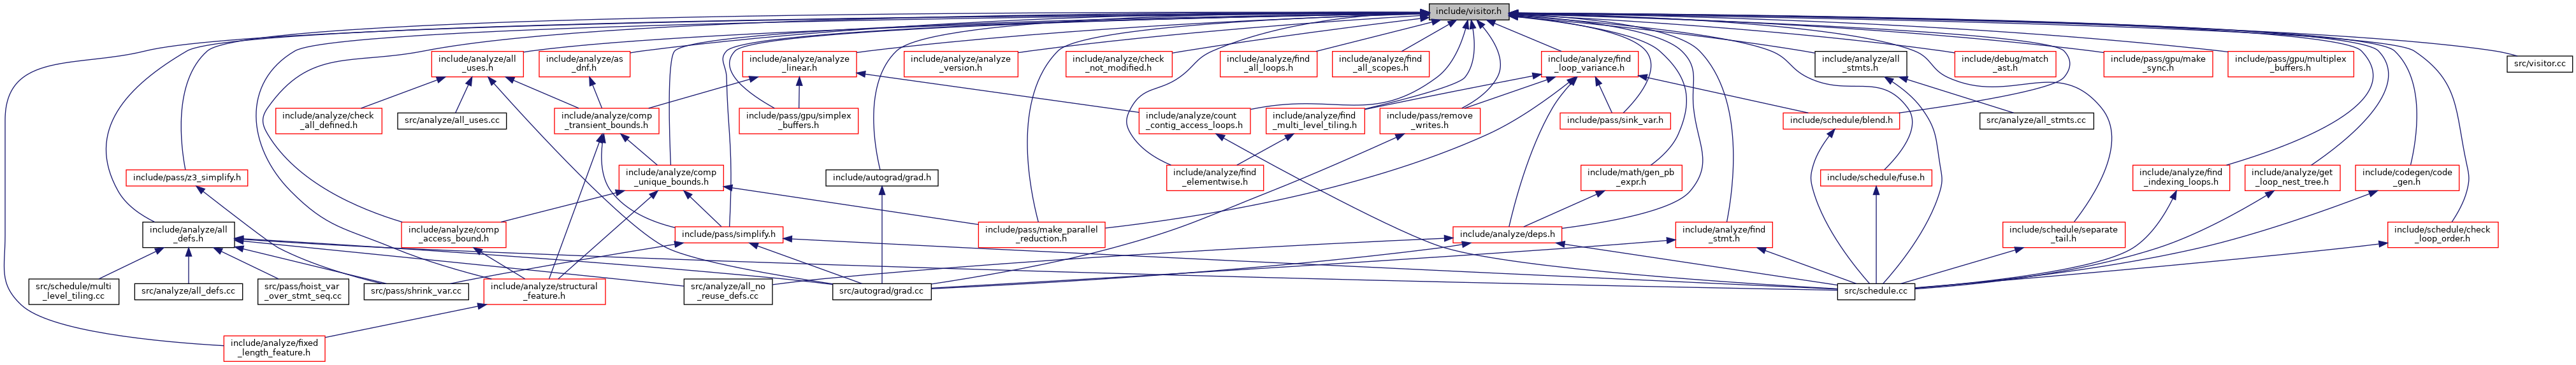 include/visitor.h
include/analyze/all
_uses.h
include/analyze/as
_dnf.h
include/analyze/analyze
_linear.h
include/analyze/analyze
_version.h
include/analyze/check
_not_modified.h
include/analyze/find
_all_loops.h
include/analyze/find
_all_scopes.h
include/analyze/find
_loop_variance.h
include/analyze/all
_stmts.h
include/debug/match
_ast.h
include/pass/gpu/make
_sync.h
include/pass/gpu/multiplex
_buffers.h
src/visitor.cc
include/analyze/check
_all_defined.h
src/analyze/all_uses.cc
include/analyze/comp
_transient_bounds.h
include/pass/gpu/simplex
_buffers.h
include/analyze/count
_contig_access_loops.h
include/analyze/find
_multi_level_tiling.h
include/pass/remove
_writes.h
include/pass/sink_var.h
include/schedule/blend.h
src/analyze/all_stmts.cc
include/pass/z3_simplify.h
include/analyze/comp
_unique_bounds.h
include/autograd/grad.h
include/analyze/find
_elementwise.h
include/math/gen_pb
_expr.h
include/schedule/fuse.h
include/analyze/find
_indexing_loops.h
include/analyze/get
_loop_nest_tree.h
include/codegen/code
_gen.h
include/analyze/all
_defs.h
include/analyze/comp
_access_bound.h
include/pass/simplify.h
include/pass/make_parallel
_reduction.h
include/analyze/deps.h
include/analyze/find
_stmt.h
include/schedule/separate
_tail.h
include/schedule/check
_loop_order.h
src/schedule/multi
_level_tiling.cc
src/analyze/all_defs.cc
src/pass/hoist_var
_over_stmt_seq.cc
src/pass/shrink_var.cc
include/analyze/structural
_feature.h
src/analyze/all_no
_reuse_defs.cc
src/autograd/grad.cc
src/schedule.cc
include/analyze/fixed
_length_feature.h